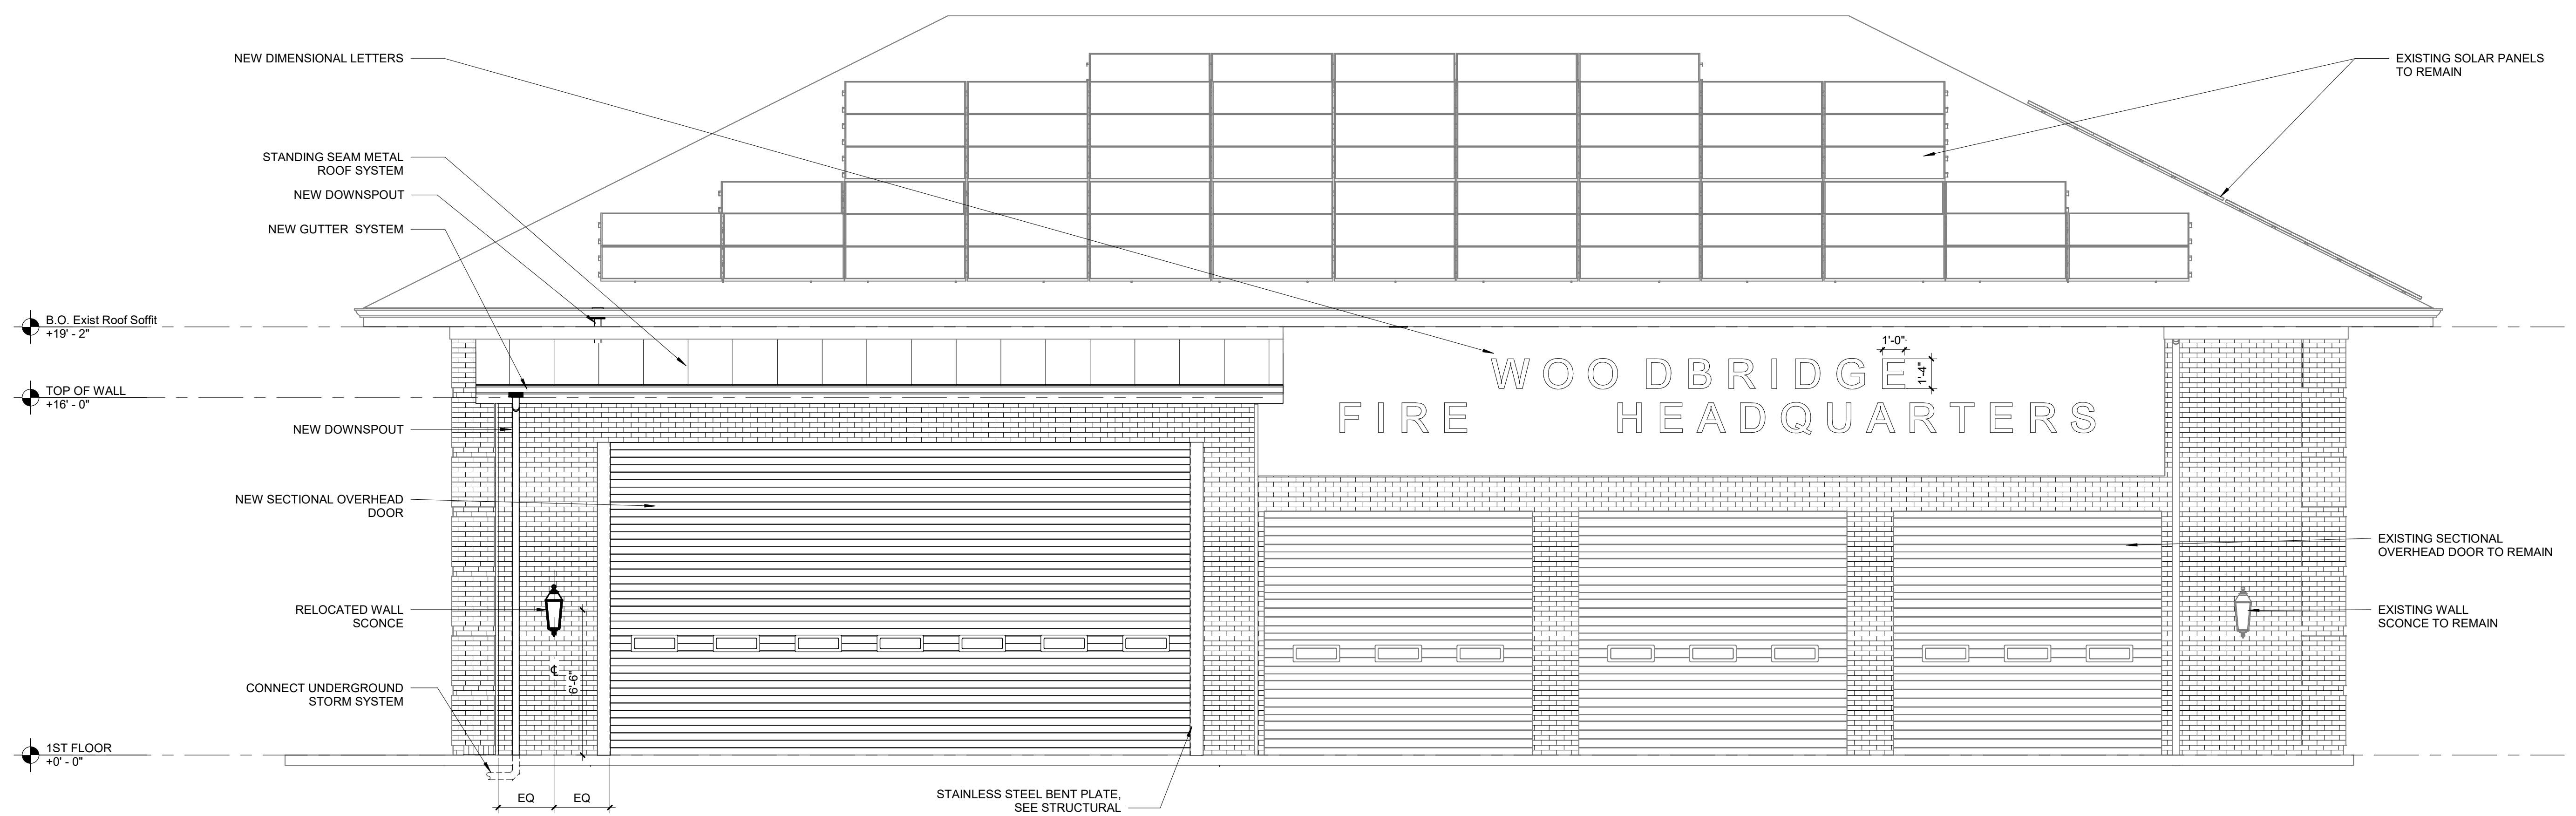 NEW DIMENSIONAL LETTERS
EXISTING SOLAR PANELS
TO REMAIN
STANDING SEAM METAL
ROOF SYSTEM
NEW DOWNSPOUT
NEW GUTTER SYSTEM
B.O. Exist Roof Soffit
+19' - 2"
1'-0"
WOODBRIDGE
1'-4"
TOP OF WALL
+16' - 0"
FIRE HEADQUARTERS
NEW DOWNSPOUT
NEW SECTIONAL OVERHEAD
DOOR
EXISTING SECTIONAL
OVERHEAD DOOR TO REMAIN
RELOCATED WALL
SCONCE
EXISTING WALL
SCONCE TO REMAIN
℄
6'-6"
CONNECT UNDERGROUND
STORM SYSTEM
1ST FLOOR
+0' - 0"
EQ EQ
STAINLESS STEEL BENT PLATE,
SEE STRUCTURAL